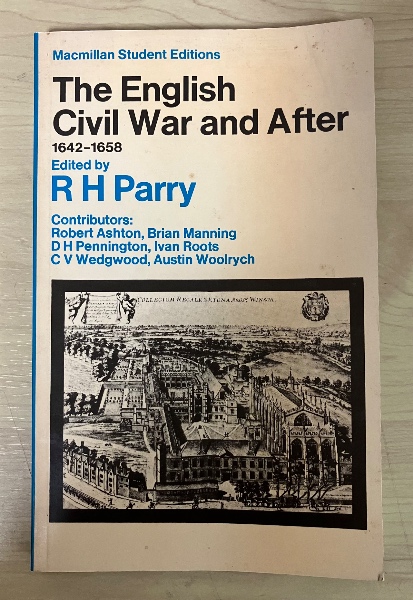 Macmillan Student Editions
The English
Civil War and After
1642-1658
Edited by
R H Parry
Contributors:
Robert Ashton, Brian Manning
D H Pennington, Ivan Roots
C V Wedgwood, Austin Woolrych